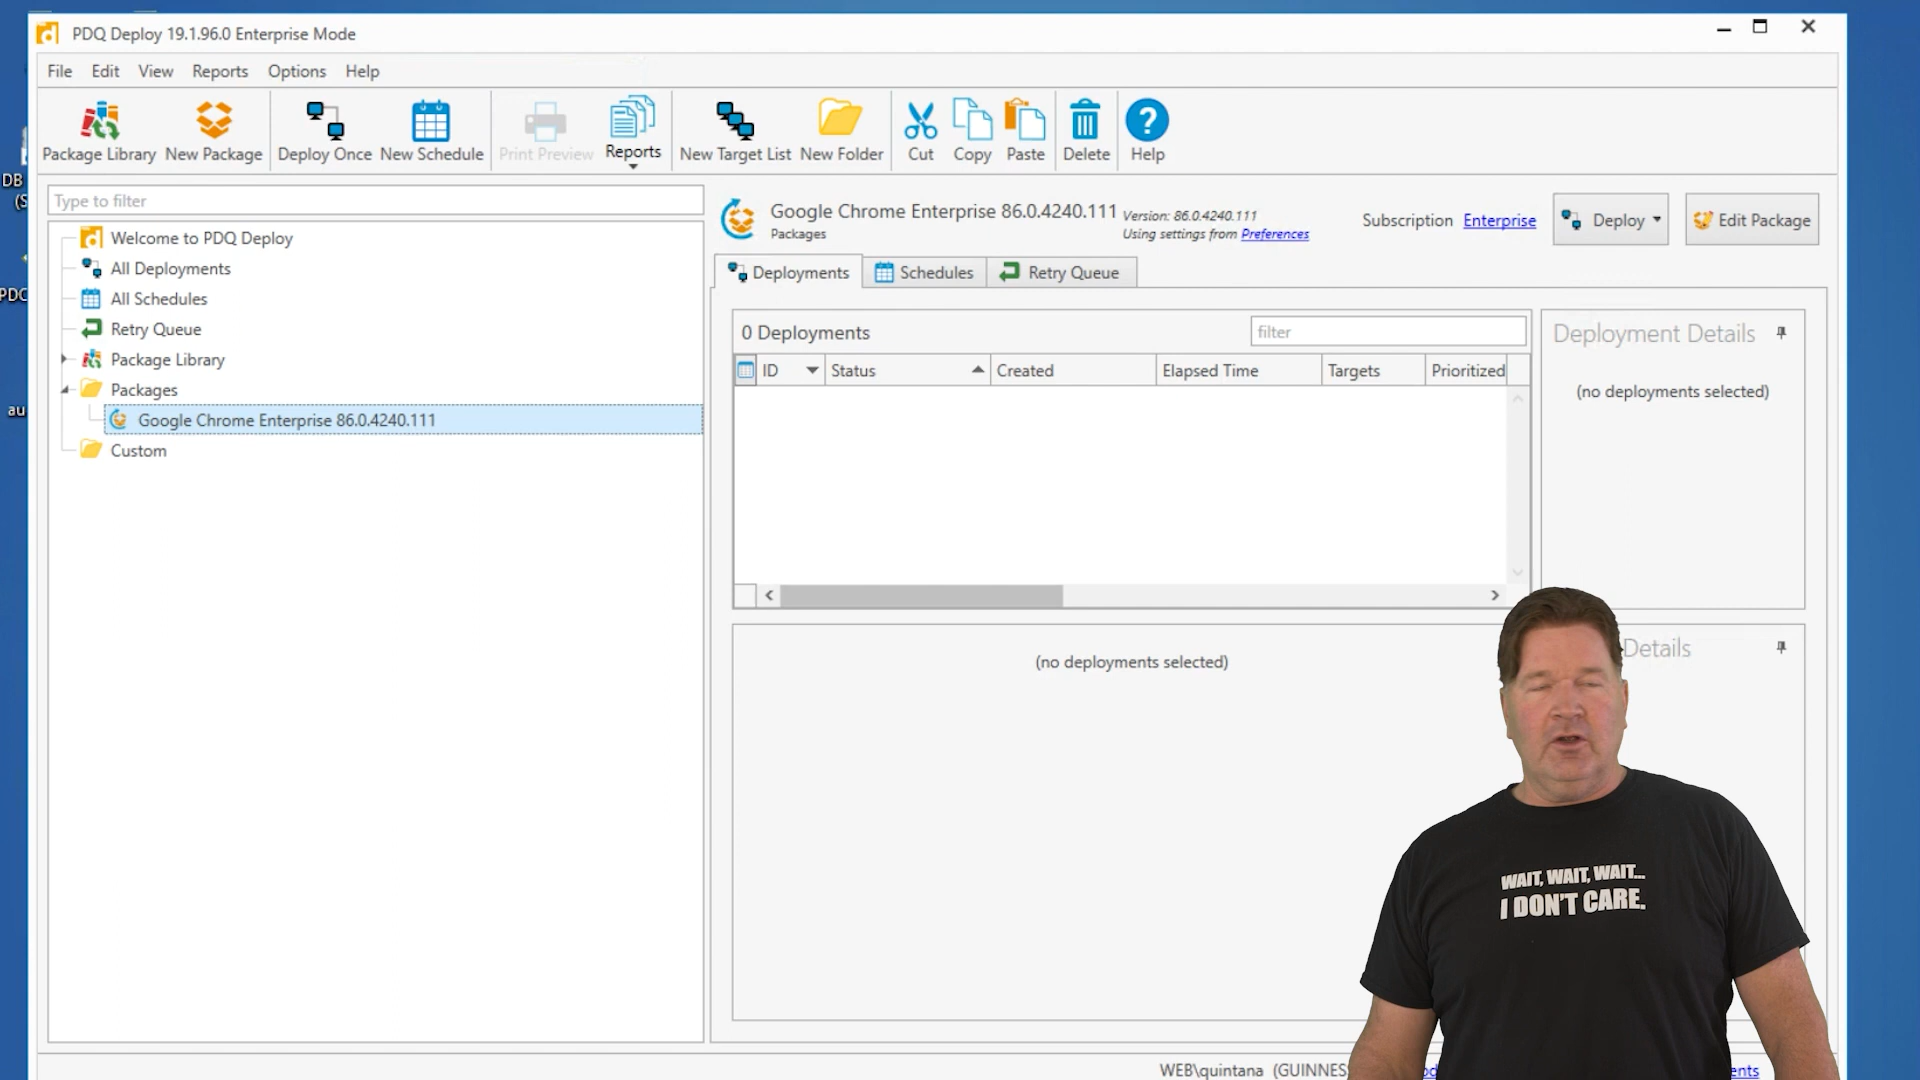 PDQ Deploy 19.1.96.0 Enterprise Mode
File Edit View Reports Options Help
Package Library New Package Deploy Once New Schedule Print Preview Reports New Target List New Folder Cut Copy Paste Delete Help
DB
(S
PDQ
au
Type to filter
Welcome to PDQ Deploy
All Deployments
All Schedules
Retry Queue
Package Library
Packages
Google Chrome Enterprise 86.0.4240.111
Custom
Google Chrome Enterprise 86.0.4240.111 Version: 86.0.4240.111
Packages Using settings from Preferences
Subscription Enterprise Deploy Edit Package
Deployments Schedules Retry Queue
0 Deployments filter
ID Status Created Elapsed Time Targets Prioritized
Deployment Details
(no deployments selected)
(no deployments selected)
Details
WAIT, WAIT, WAIT...
I DON'T CARE.
WEB\quintana (GUINNES